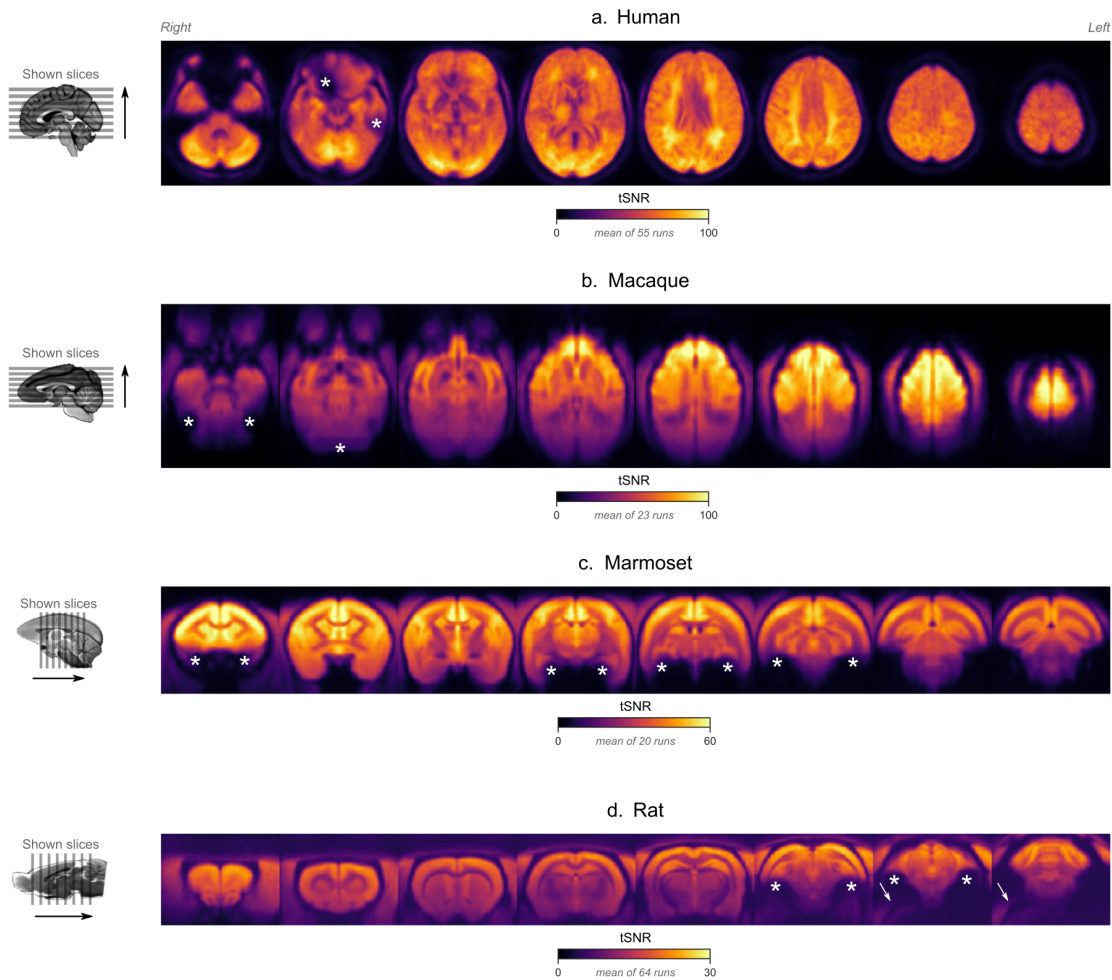 a. Human
Right
Left
Shown slices
*
*
tSNR
0 mean of 55 runs 100
b. Macaque
Shown slices
* *
*
tSNR
0 mean of 23 runs 100
c. Marmoset
Shown slices
* * * * * * * *
tSNR
0 mean of 20 runs 60
d. Rat
Shown slices
* * * *
tSNR
0 mean of 64 runs 30